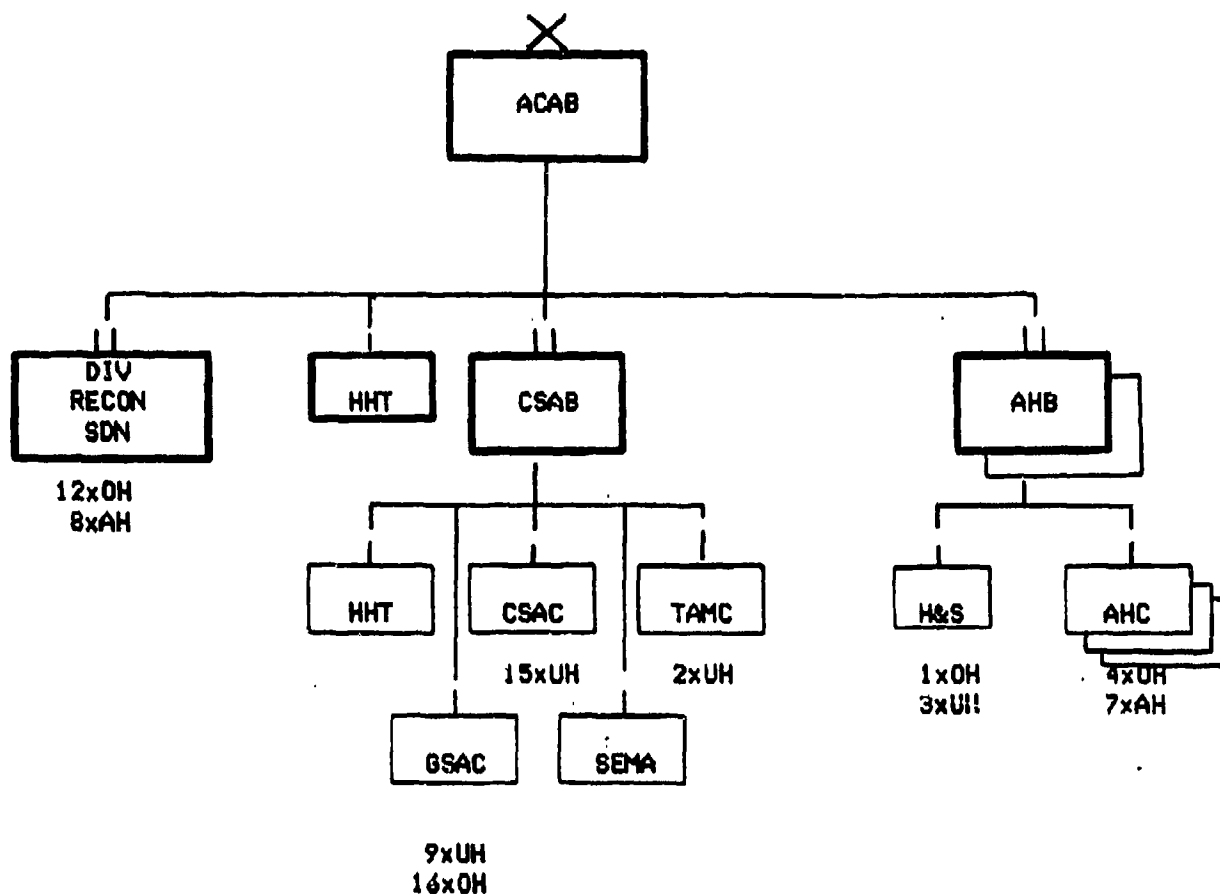 ACAB
DIV
RECON
SDN
HHT
CSAB
AHB
12xOH
8xAH
HHT
CSAC
TAMC
H&S
AHC
15xUH
2xUH
1xOH
3xUH
4xOH
7xAH
GSAC
SEMA
9xUH
16xOH